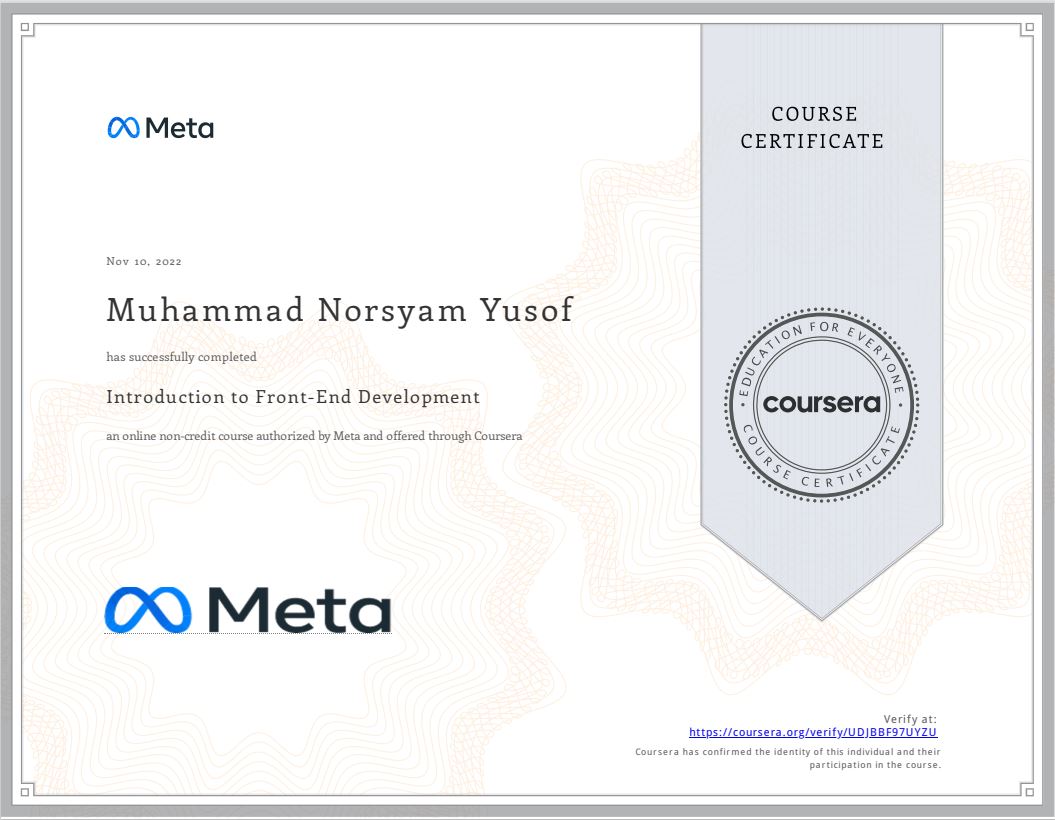 Meta
COURSE
CERTIFICATE
Nov 10, 2022
Muhammad Norsyam Yusof
has successfully completed
Introduction to Front-End Development
an online non-credit course authorized by Meta and offered through Coursera
EDUCATION FOR EVERYONE
coursera
COURSE CERTIFICATE
Meta
Verify at:
https://coursera.org/verify/UDJBBF97UYZU
Coursera has confirmed the identity of this individual and their
participation in the course.